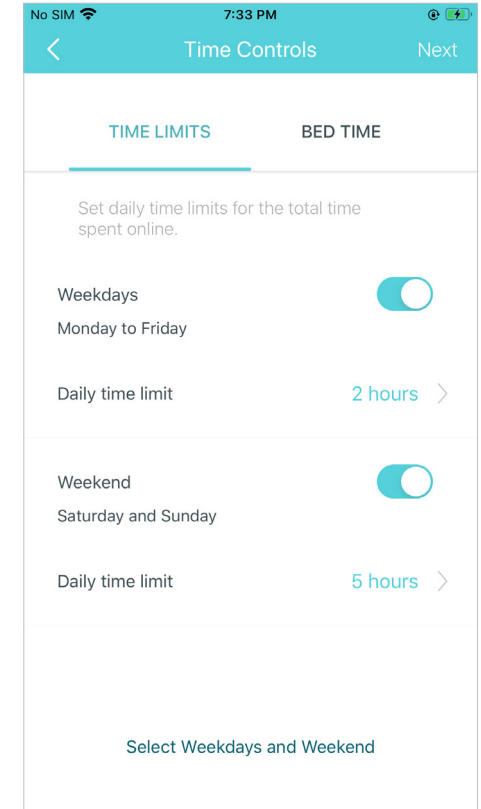 No SIM 7:33 PM
Time Controls Next
TIME LIMITS BED TIME
Set daily time limits for the total time
spent online.
Weekdays
Monday to Friday
Daily time limit 2 hours
Weekend
Saturday and Sunday
Daily time limit 5 hours
Select Weekdays and Weekend